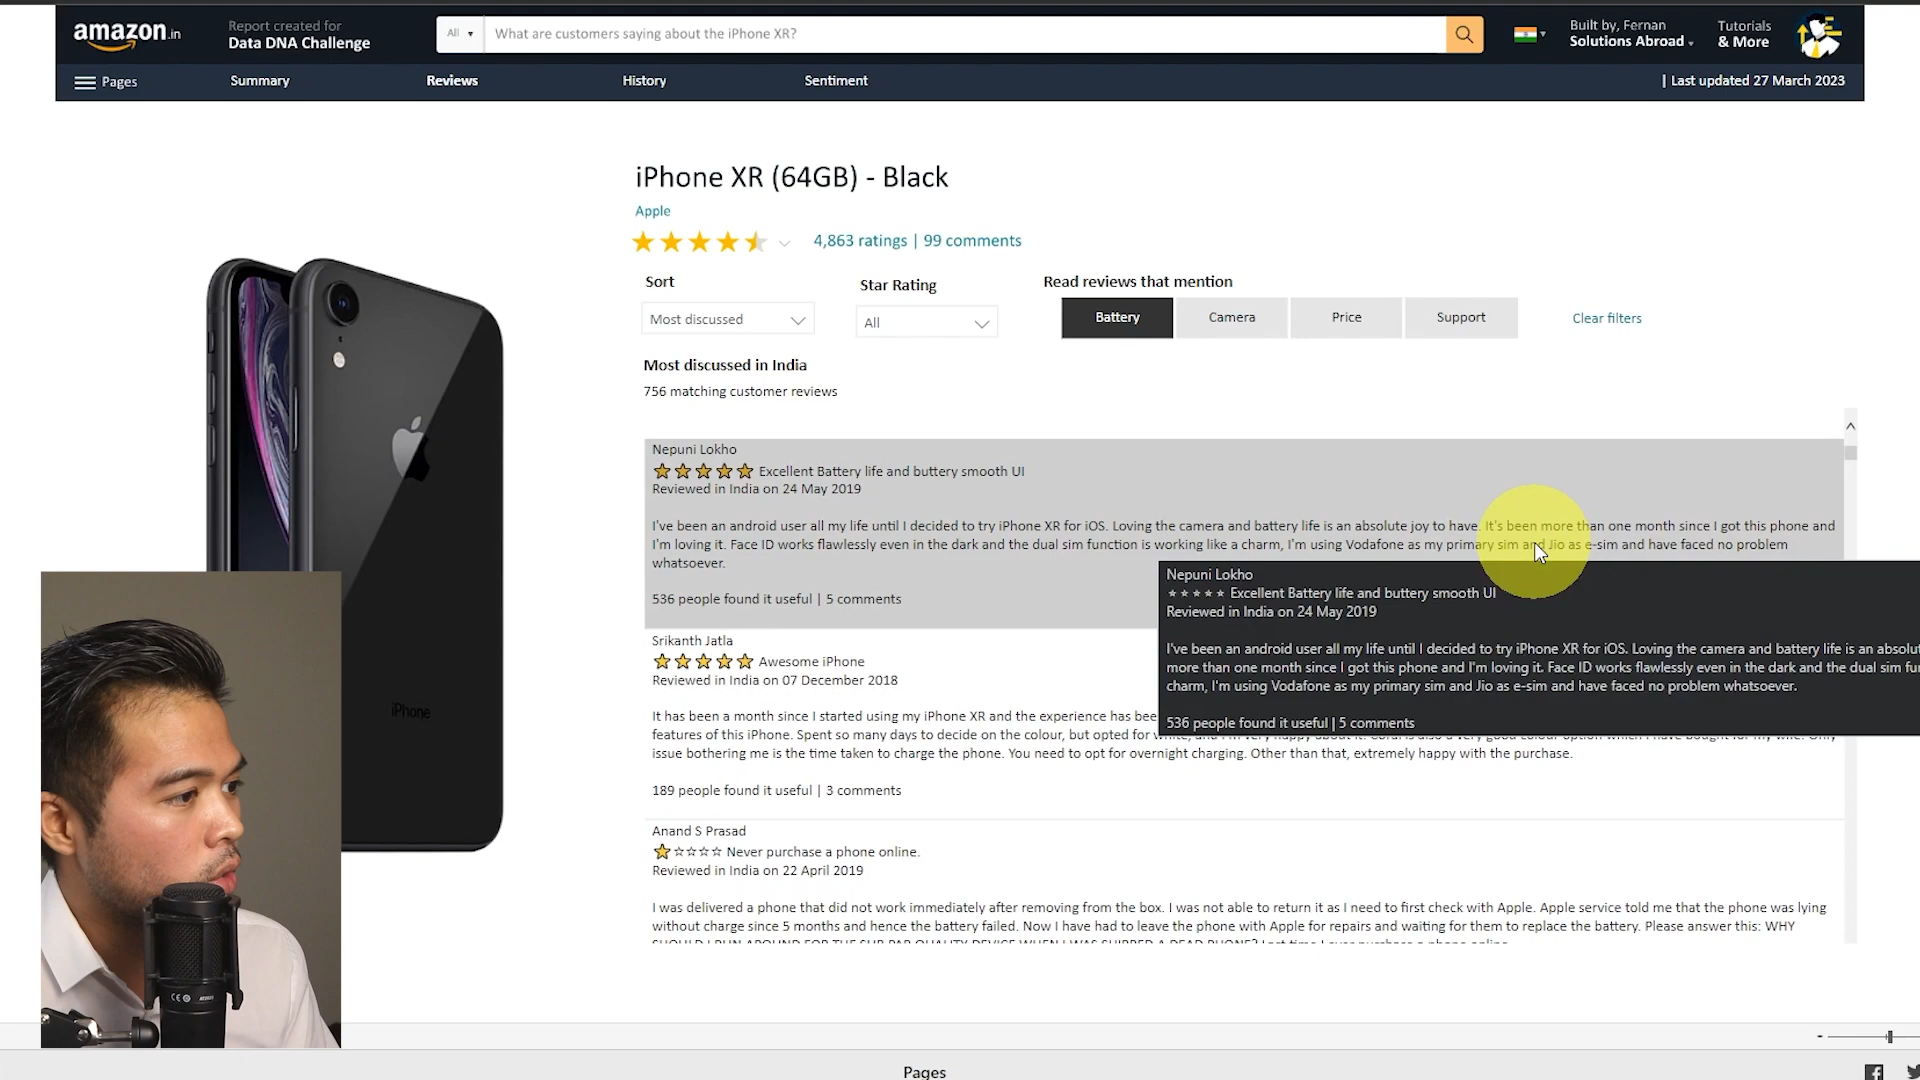 amazon.in
Report created for
Data DNA Challenge
All
What are customers saying about the iPhone XR?
Built by, Fernan
Solutions Abroad
Tutorials
& More
Pages
Summary
Reviews
History
Sentiment
| Last updated 27 March 2023
iPhone XR (64GB) - Black
Apple
4,863 ratings | 99 comments
Sort
Star Rating
Read reviews that mention
Most discussed
All
Battery
Camera
Price
Support
Clear filters
Most discussed in India
756 matching customer reviews
Nepuni Lokho
Excellent Battery life and buttery smooth UI
Reviewed in India on 24 May 2019
I've been an android user all my life until I decided to try iPhone XR for iOS. Loving the camera and battery life is an absolute joy to have. It's been more than one month since I got this phone and
I'm loving it. Face ID works flawlessly even in the dark and the dual sim function is working like a charm, I'm using Vodafone as my primary sim and Jio as e-sim and have faced no problem
whatsoever.
536 people found it useful | 5 comments
Nepuni Lokho
Excellent Battery life and buttery smooth UI
Reviewed in India on 24 May 2019
I've been an android user all my life until I decided to try iPhone XR for iOS. Loving the camera and battery life is an absolut
more than one month since I got this phone and I'm loving it. Face ID works flawlessly even in the dark and the dual sim fu
charm, I'm using Vodafone as my primary sim and Jio as e-sim and have faced no problem whatsoever.
536 people found it useful | 5 comments
Srikanth Jatla
Awesome iPhone
Reviewed in India on 07 December 2018
It has been a month since I started using my iPhone XR and the experience has bee
features of this iPhone. Spent so many days to decide on the colour, but opted for
issue bothering me is the time taken to charge the phone. You need to opt for overnight charging. Other than that, extremely happy with the purchase.
189 people found it useful | 3 comments
Anand S Prasad
Never purchase a phone online.
Reviewed in India on 22 April 2019
I was delivered a phone that did not work immediately after removing from the box. I was not able to return it as I need to first check with Apple. Apple service told me that the phone was lying
without charge since 5 months and hence the battery failed. Now I have had to leave the phone with Apple for repairs and waiting for them to replace the battery. Please answer this: WHY
iPhone
Pages